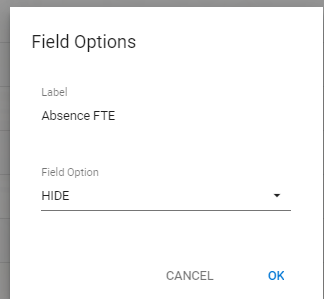 Field Options
Label
Absence FTE
Field Option
HIDE
CANCEL OK